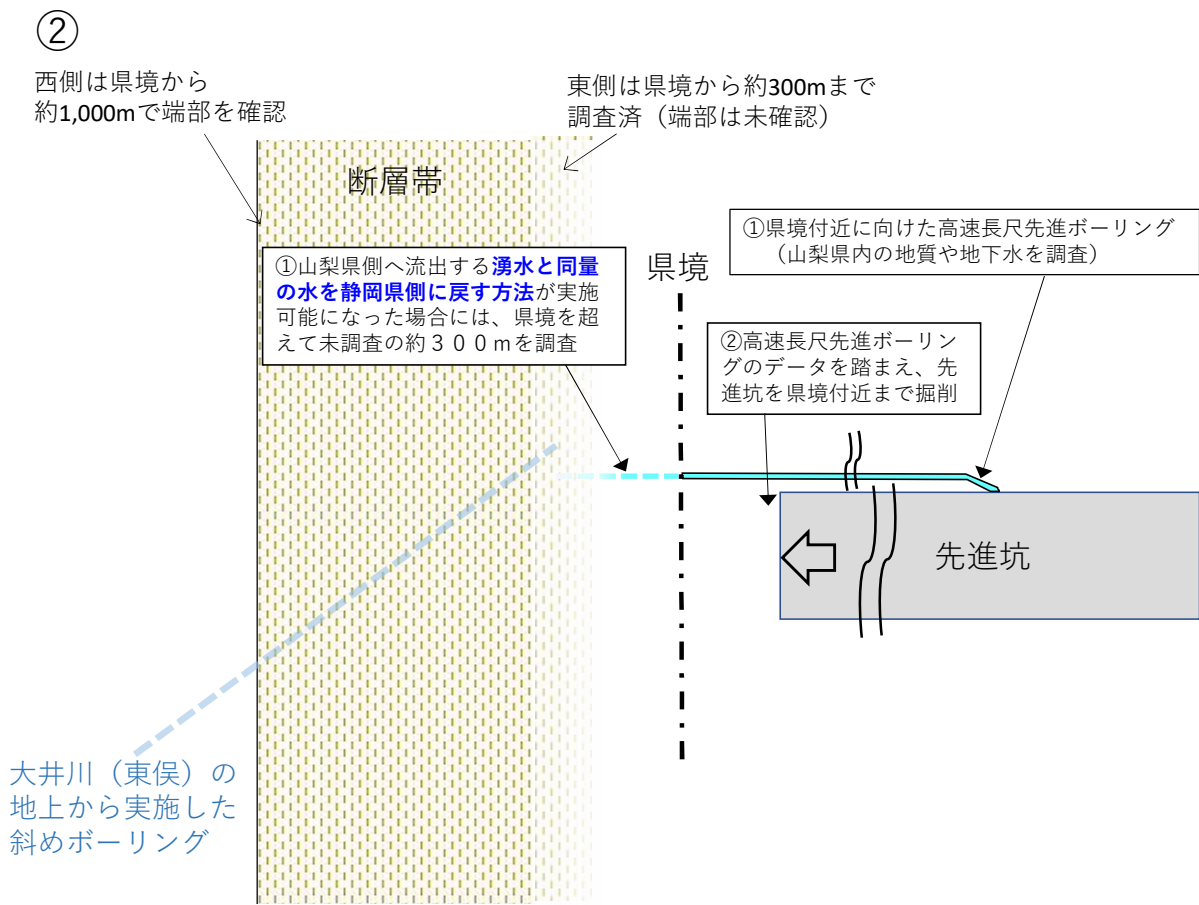 ②
西側は県境から
約1,000mで端部を確認
東側は県境から約300mまで
調査済（端部は未確認）
断層帯
①県境付近に向けた高速長尺先進ボーリング
（山梨県内の地質や地下水を調査）
①山梨県側へ流出する湧水と同量
の水を静岡県側に戻す方法が実施
可能になった場合には、県境を超
えて未調査の約３００ｍを調査
県境
②高速長尺先進ボーリン
グのデータを踏まえ、先
進坑を県境付近まで掘削
先進坑
大井川（東俣）の
地上から実施した
斜めボーリング